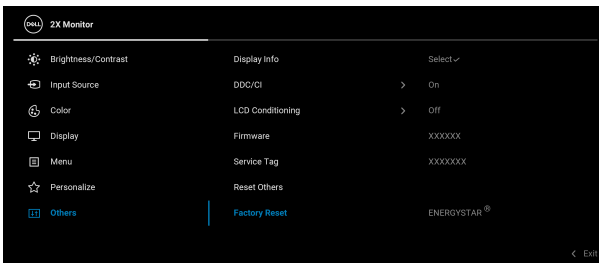 DELL 2X Monitor
Brightness/Contrast Display Info Select
Input Source DDC/CI > On
Color LCD Conditioning > Off
Display Firmware XXXXXX
Menu Service Tag XXXXXXX
Personalize Reset Others
Others Factory Reset ENERGYSTAR ®
< Exit